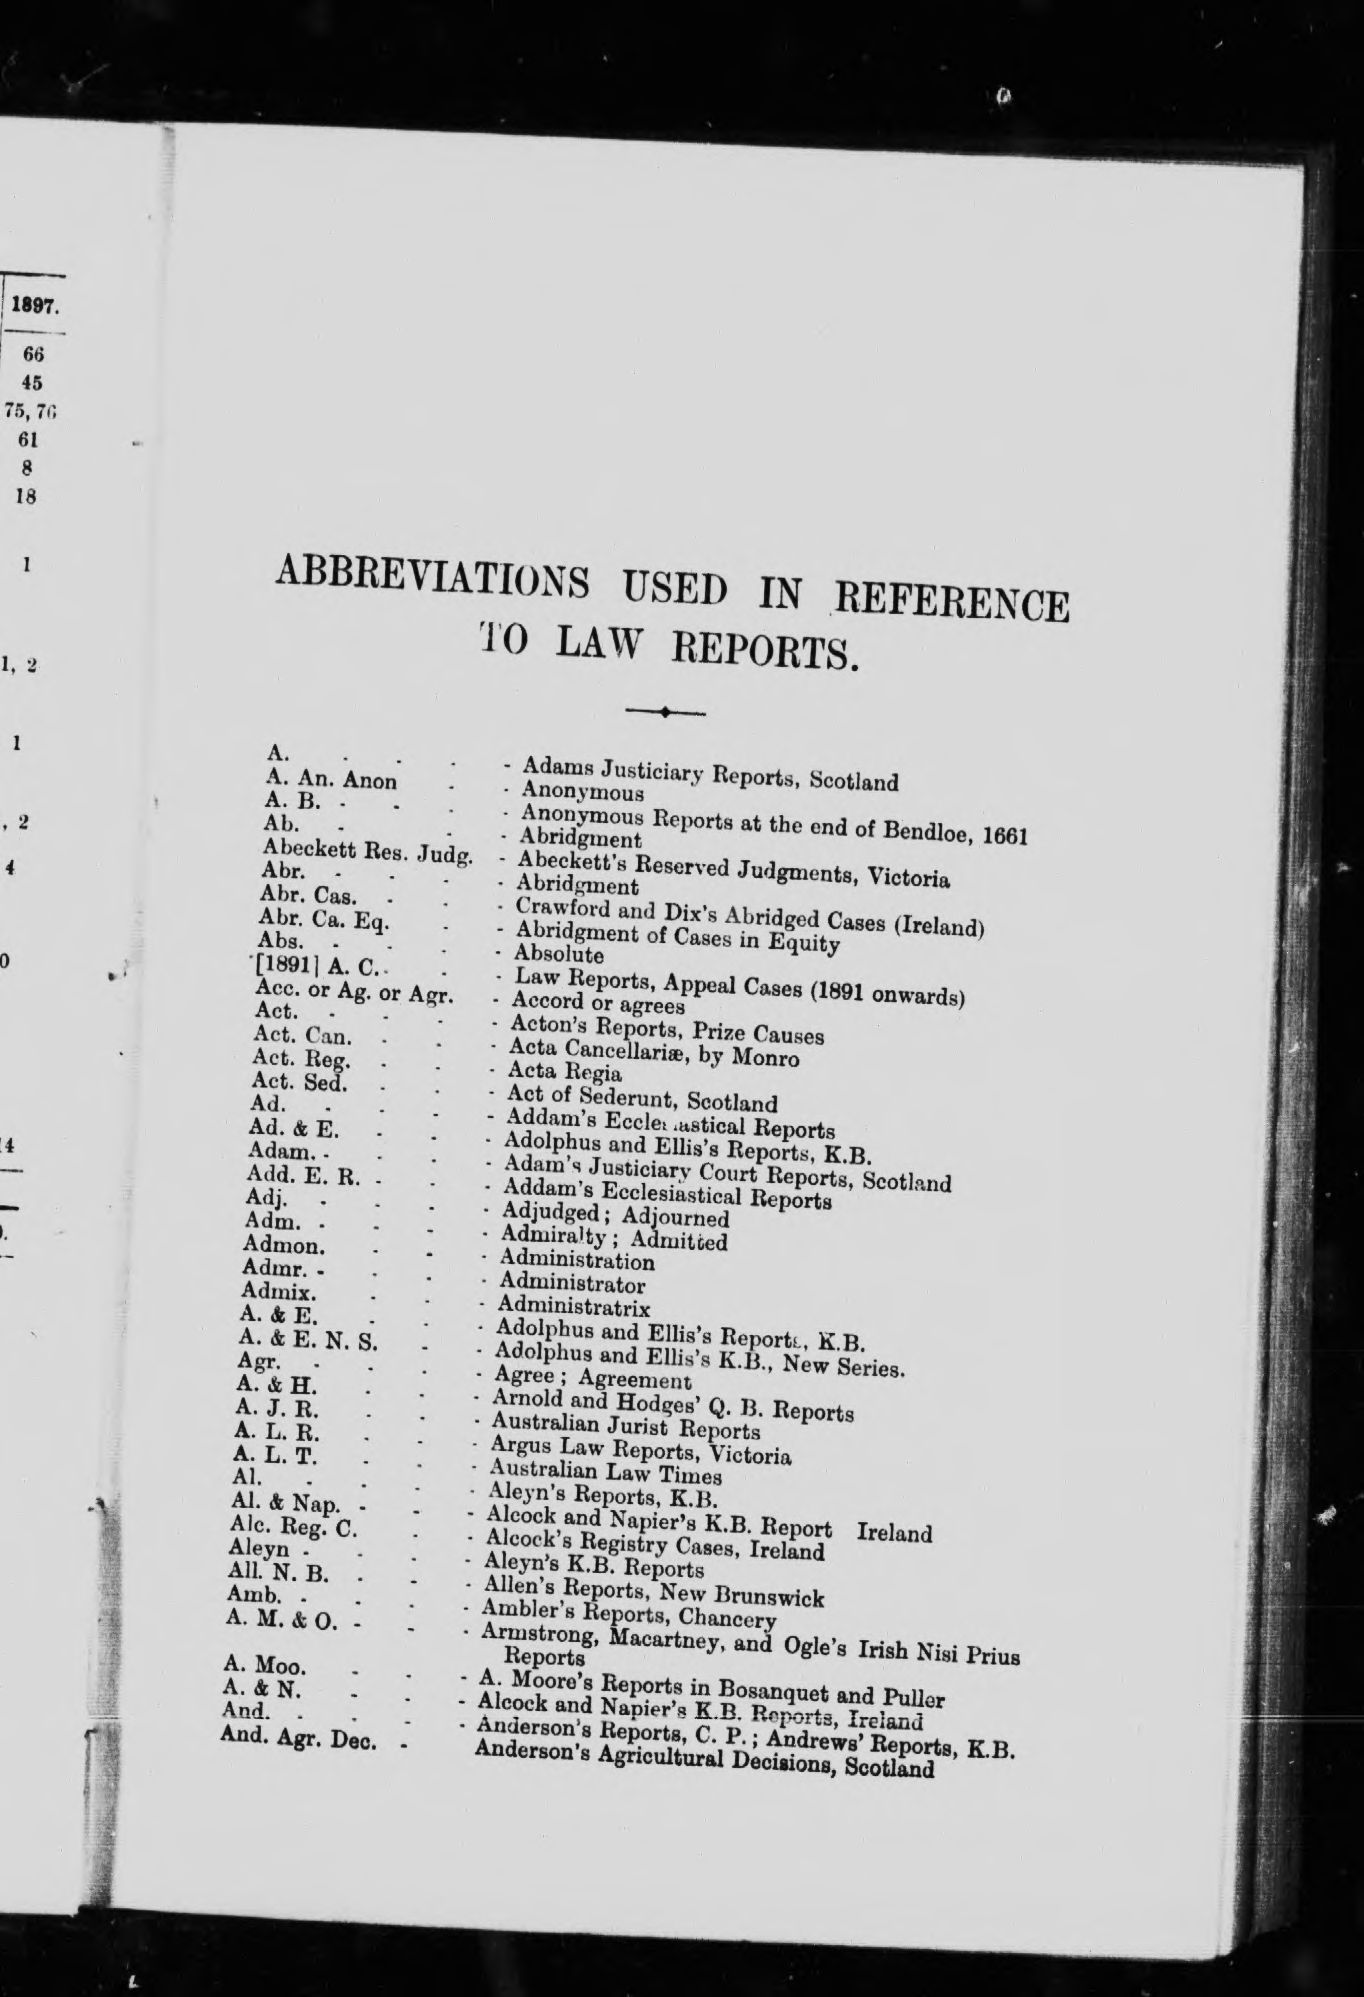 1897.
66
45
75, 76
61
8
18
1
1, 2
1
, 2
4
0
14
ABBREVIATIONS USED IN REFERENCE
TO LAW REPORTS.
A. - - - - Adams Justiciary Reports, Scotland
A. An. Anon - - Anonymous
A. B. - - - - Anonymous Reports at the end of Bendloe, 1661
Ab. - - - Abridgment
Abeckett Res. Judg. - Abeckett's Reserved Judgments, Victoria
Abr. - - - - Abridgment
Abr. Cas. - - - Crawford and Dix's Abridged Cases (Ireland)
Abr. Ca. Eq. - - Abridgment of Cases in Equity
Abs. - - - - Absolute
[1891] A. C. - - - Law Reports, Appeal Cases (1891 onwards)
Acc. or Ag. or Agr. - Accord or agrees
Act. - - - - Acton's Reports, Prize Causes
Act. Can. - - - Acta Cancellariæ, by Monro
Act. Reg. - - - Acta Regia
Act. Sed. - - - Act of Sederunt, Scotland
Ad. - - - - Addam's Ecclesiastical Reports
Ad. & E. - - - Adolphus and Ellis's Reports, K.B.
Adam. - - - - Adam's Justiciary Court Reports, Scotland
Add. E. R. - - - Addam's Ecclesiastical Reports
Adj. - - - - Adjudged; Adjourned
Adm. - - - - Admiralty; Admitted
Admon. - - - Administration
Admr. - - - - Administrator
Admix. - - - Administratrix
A. & E. - - - Adolphus and Ellis's Reports, K.B.
A. & E. N. S. - - Adolphus and Ellis's K.B., New Series.
Agr. - - - - Agree; Agreement
A. & H. - - - Arnold and Hodges' Q. B. Reports
A. J. R. - - - Australian Jurist Reports
A. L. R. - - - Argus Law Reports, Victoria
A. L. T. - - - Australian Law Times
Al. - - - - Aleyn's Reports, K.B.
Al. & Nap. - - - Alcock and Napier's K.B. Report Ireland
Alc. Reg. C. - - Alcock's Registry Cases, Ireland
Aleyn - - - - Aleyn's K.B. Reports
All. N. B. - - - Allen's Reports, New Brunswick
Amb. - - - - Ambler's Reports, Chancery
A. M. & O. - - - Armstrong, Macartney, and Ogle's Irish Nisi Prius
Reports
A. Moo. - - - A. Moore's Reports in Bosanquet and Puller
A. & N. - - - Alcock and Napier's K.B. Reports, Ireland
And. - - - - Anderson's Reports, C. P.; Andrews' Reports, K.B.
And. Agr. Dec. - Anderson's Agricultural Decisions, Scotland